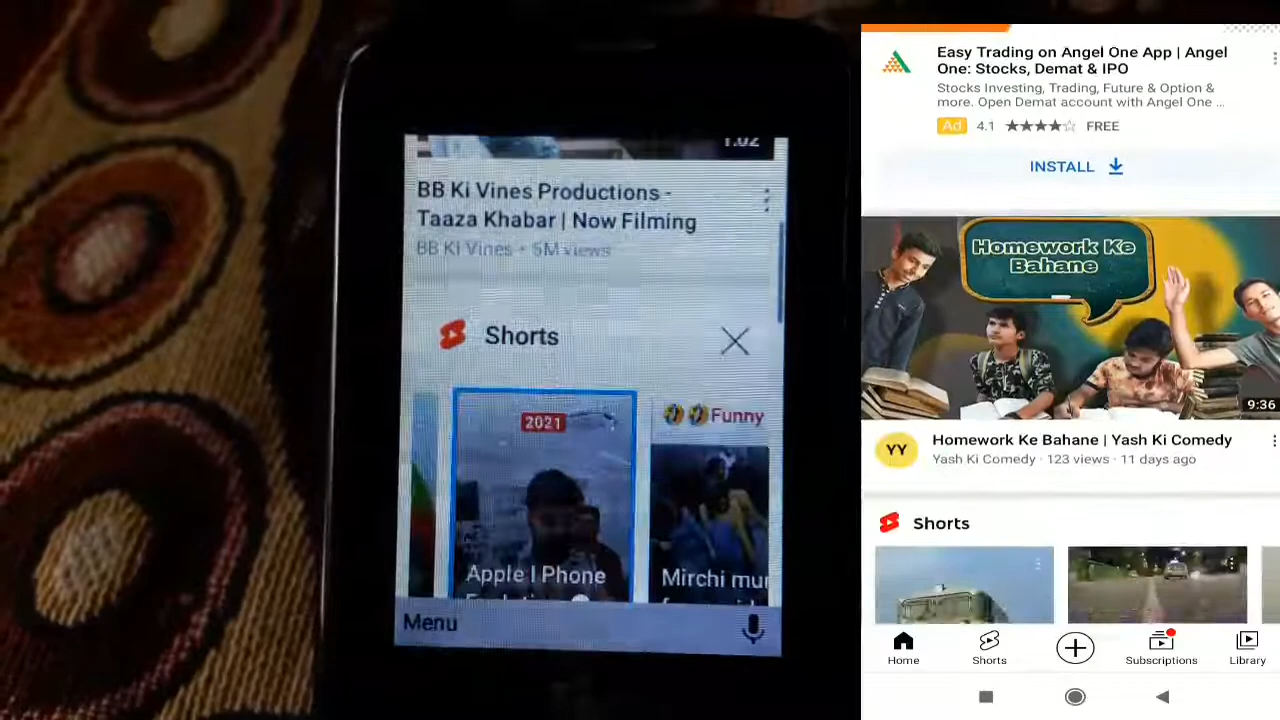 1:02
BB Ki Vines Productions -
Taaza Khabar | Now Filming
BB Ki Vines • 5M views
Shorts
2021
Apple I Phone
Funny
Mirchi mur
Menu
Easy Trading on Angel One App | Angel
One: Stocks, Demat & IPO
Stocks Investing, Trading, Future & Option &
more. Open Demat account with Angel One ...
Ad 4.1 FREE
INSTALL
Homework Ke
Bahane
9:36
YY
Homework Ke Bahane | Yash Ki Comedy
Yash Ki Comedy · 123 views · 11 days ago
Shorts
Home
Shorts
Subscriptions
Library